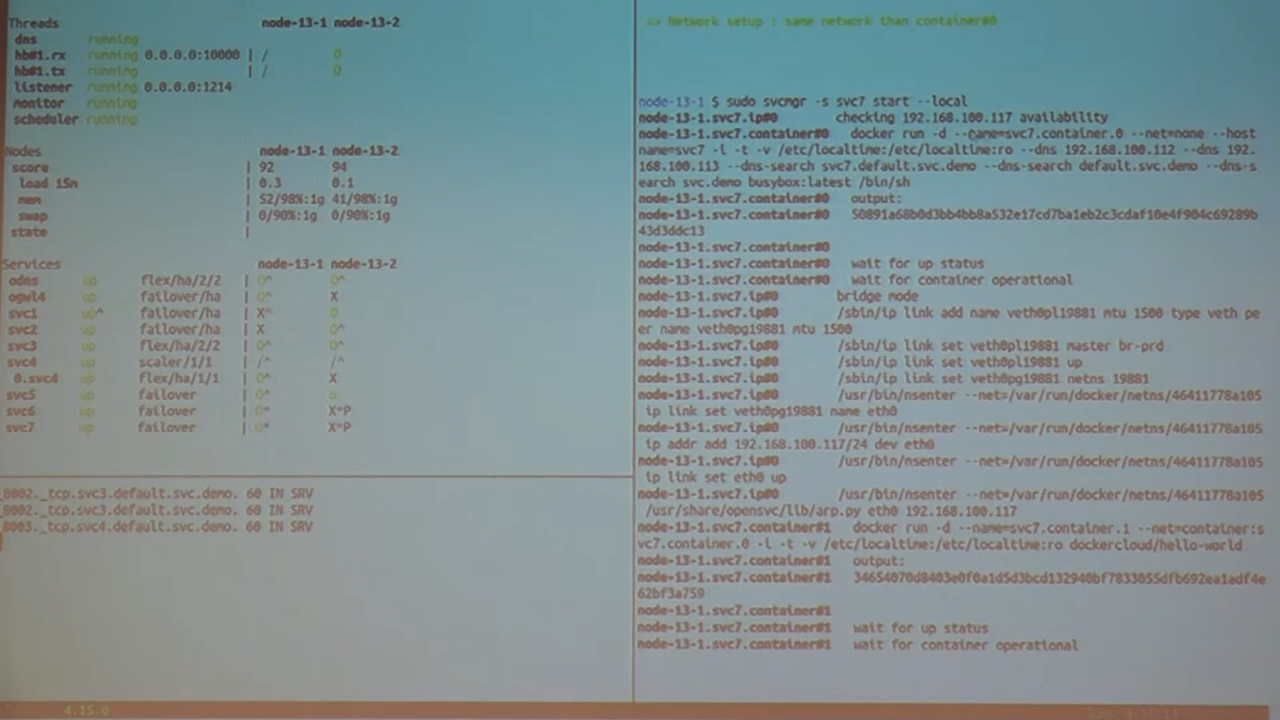 Threads node-13-1 node-13-2
dns running
hb#1.rx running 0.0.0.0:10000 | / O
hb#1.tx running | / O
listener running 0.0.0.0:1214
monitor running
scheduler running
Nodes node-13-1 node-13-2
score | 92 94
load 15m | 0.3 0.1
mem | 52/98%:1g 41/98%:1g
swap | 0/90%:1g 0/90%:1g
state |
Services node-13-1 node-13-2
odns up flex/ha/2/2 | O^ O^
ogwl4 up failover/ha | O^ X
svc1 up^ failover/ha | X^ O
svc2 up failover/ha | X O^
svc3 up flex/ha/2/2 | O^ O^
svc4 up scaler/1/1 | /^ /^
0.svc4 up flex/ha/1/1 | O^ X
svc5 up failover | O^
svc6 up failover | O* X*P
svc7 up failover | O* X*P
_8002._tcp.svc3.default.svc.demo. 60 IN SRV
_8002._tcp.svc3.default.svc.demo. 60 IN SRV
_8003._tcp.svc4.default.svc.demo. 60 IN SRV
4.15.0
=> Network setup : same network than container#0
node-13-1 $ sudo svcmgr -s svc7 start --local
node-13-1.svc7.ip#0 checking 192.168.100.117 availability
node-13-1.svc7.container#0 docker run -d --name=svc7.container.0 --net=none --host
name=svc7 -i -t -v /etc/localtime:/etc/localtime:ro --dns 192.168.100.112 --dns 192.
168.100.113 --dns-search svc7.default.svc.demo --dns-search default.svc.demo --dns-s
earch svc.demo busybox:latest /bin/sh
node-13-1.svc7.container#0 output:
node-13-1.svc7.container#0
43d3ddc13
node-13-1.svc7.container#0
node-13-1.svc7.container#0 wait for up status
node-13-1.svc7.container#0 wait for container operational
node-13-1.svc7.ip#0 bridge mode
node-13-1.svc7.ip#0 /sbin/ip link add name veth0pl19881 mtu 1500 type veth pe
er name veth0pg19881 mtu 1500
node-13-1.svc7.ip#0 /sbin/ip link set veth0pl19881 master br-prd
node-13-1.svc7.ip#0 /sbin/ip link set veth0pl19881 up
node-13-1.svc7.ip#0 /sbin/ip link set veth0pg19881 netns 19881
node-13-1.svc7.ip#0 /usr/bin/nsenter --net=/var/run/docker/netns/46411778a105
ip link set veth0pg19881 name eth0
node-13-1.svc7.ip#0 /usr/bin/nsenter --net=/var/run/docker/netns/46411778a105
ip addr add 192.168.100.117/24 dev eth0
node-13-1.svc7.ip#0 /usr/bin/nsenter --net=/var/run/docker/netns/46411778a105
ip link set eth0 up
node-13-1.svc7.ip#0 /usr/bin/nsenter --net=/var/run/docker/netns/46411778a105
/usr/share/opensvc/lib/arp.py eth0 192.168.100.117
node-13-1.svc7.container#1 docker run -d --name=svc7.container.1 --net=container:s
vc7.container.0 -i -t -v /etc/localtime:/etc/localtime:ro dockercloud/hello-world
node-13-1.svc7.container#1 output:
node-13-1.svc7.container#1
62bf3a759
node-13-1.svc7.container#1
node-13-1.svc7.container#1 wait for up status
node-13-1.svc7.container#1 wait for container operational